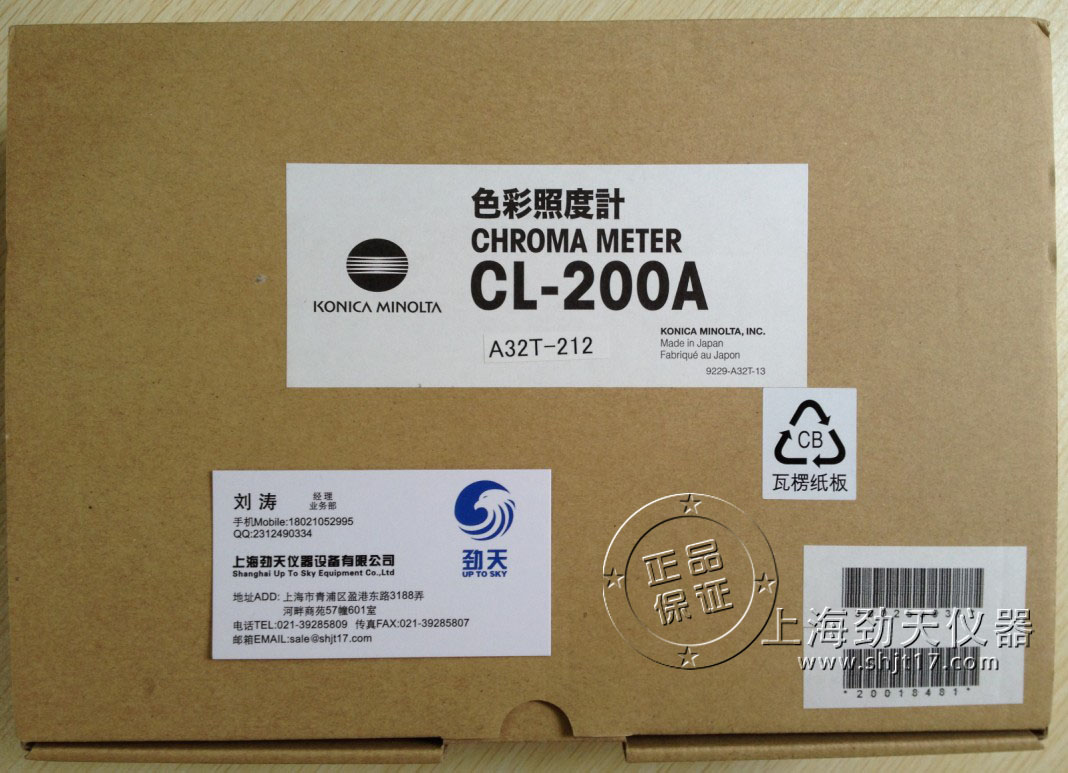 色彩照度計
CHROMA METER
CL-200A
KONICA MINOLTA
A32T-212
KONICA MINOLTA, INC.
Made in Japan
Fabriqué au Japon
9229-A32T-13
CB
瓦楞纸板
刘涛 经理
业务部
手机Mobile:18021052995
QQ:2312490334
上海劲天仪器设备有限公司
Shanghai Up To Sky Equipment Co.,Ltd
劲天
UP TO SKY
地址ADD: 上海市青浦区盈港东路3188弄
河畔商苑57幢601室
电话TEL:021-39285809 传真FAX:021-39285807
邮箱EMAIL:sale@shjt17.com
正品
保证
上海劲天仪器
www.shjt17.com
*20018481*